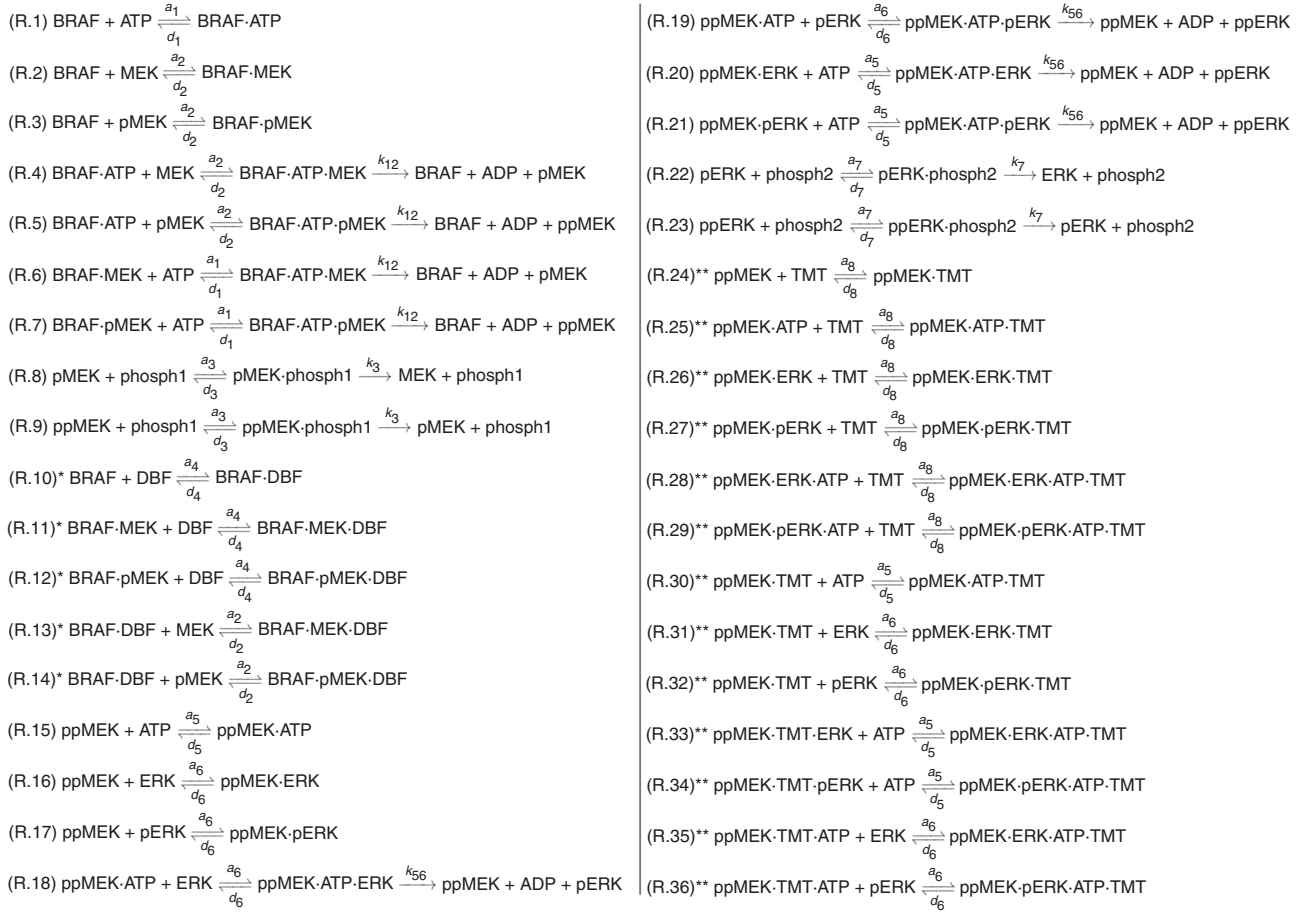 (R.1) BRAF + ATP ⇌[a1/d1] BRAF·ATP
(R.2) BRAF + MEK ⇌[a2/d2] BRAF·MEK
(R.3) BRAF + pMEK ⇌[a2/d2] BRAF·pMEK
(R.4) BRAF·ATP + MEK ⇌[a2/d2] BRAF·ATP·MEK →[k12] BRAF + ADP + pMEK
(R.5) BRAF·ATP + pMEK ⇌[a2/d2] BRAF·ATP·pMEK →[k12] BRAF + ADP + ppMEK
(R.6) BRAF·MEK + ATP ⇌[a1/d1] BRAF·ATP·MEK →[k12] BRAF + ADP + pMEK
(R.7) BRAF·pMEK + ATP ⇌[a1/d1] BRAF·ATP·pMEK →[k12] BRAF + ADP + ppMEK
(R.8) pMEK + phosph1 ⇌[a3/d3] pMEK·phosph1 →[k3] MEK + phosph1
(R.9) ppMEK + phosph1 ⇌[a3/d3] ppMEK·phosph1 →[k3] pMEK + phosph1
(R.10)* BRAF + DBF ⇌[a4/d4] BRAF·DBF
(R.11)* BRAF·MEK + DBF ⇌[a4/d4] BRAF·MEK·DBF
(R.12)* BRAF·pMEK + DBF ⇌[a4/d4] BRAF·pMEK·DBF
(R.13)* BRAF·DBF + MEK ⇌[a2/d2] BRAF·MEK·DBF
(R.14)* BRAF·DBF + pMEK ⇌[a2/d2] BRAF·pMEK·DBF
(R.15) ppMEK + ATP ⇌[a5/d5] ppMEK·ATP
(R.16) ppMEK + ERK ⇌[a6/d6] ppMEK·ERK
(R.17) ppMEK + pERK ⇌[a6/d6] ppMEK·pERK
(R.18) ppMEK·ATP + ERK ⇌[a6/d6] ppMEK·ATP·ERK →[k56] ppMEK + ADP + pERK
(R.19) ppMEK·ATP + pERK ⇌[a6/d6] ppMEK·ATP·pERK →[k56] ppMEK + ADP + ppERK
(R.20) ppMEK·ERK + ATP ⇌[a5/d5] ppMEK·ATP·ERK →[k56] ppMEK + ADP + ppERK
(R.21) ppMEK·pERK + ATP ⇌[a5/d5] ppMEK·ATP·pERK →[k56] ppMEK + ADP + ppERK
(R.22) pERK + phosph2 ⇌[a7/d7] pERK·phosph2 →[k7] ERK + phosph2
(R.23) ppERK + phosph2 ⇌[a7/d7] ppERK·phosph2 →[k7] pERK + phosph2
(R.24)** ppMEK + TMT ⇌[a8/d8] ppMEK·TMT
(R.25)** ppMEK·ATP + TMT ⇌[a8/d8] ppMEK·ATP·TMT
(R.26)** ppMEK·ERK + TMT ⇌[a8/d8] ppMEK·ERK·TMT
(R.27)** ppMEK·pERK + TMT ⇌[a8/d8] ppMEK·pERK·TMT
(R.28)** ppMEK·ERK·ATP + TMT ⇌[a8/d8] ppMEK·ERK·ATP·TMT
(R.29)** ppMEK·pERK·ATP + TMT ⇌[a8/d8] ppMEK·pERK·ATP·TMT
(R.30)** ppMEK·TMT + ATP ⇌[a5/d5] ppMEK·ATP·TMT
(R.31)** ppMEK·TMT + ERK ⇌[a6/d6] ppMEK·ERK·TMT
(R.32)** ppMEK·TMT + pERK ⇌[a6/d6] ppMEK·pERK·TMT
(R.33)** ppMEK·TMT·ERK + ATP ⇌[a5/d5] ppMEK·ERK·ATP·TMT
(R.34)** ppMEK·TMT·pERK + ATP ⇌[a5/d5] ppMEK·pERK·ATP·TMT
(R.35)** ppMEK·TMT·ATP + ERK ⇌[a6/d6] ppMEK·ERK·ATP·TMT
(R.36)** ppMEK·TMT·ATP + pERK ⇌[a6/d6] ppMEK·pERK·ATP·TMT